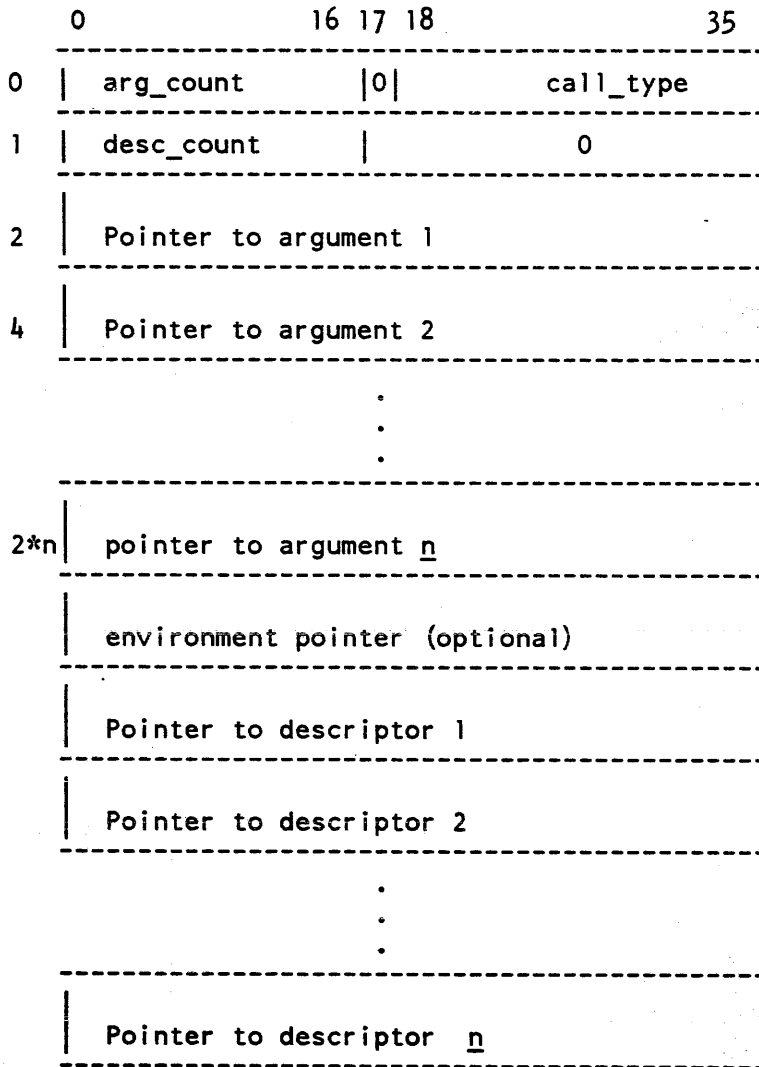 0 16 17 18 35
0 | arg_count |0| call_type
1 | desc_count | 0
2 | Pointer to argument 1
4 | Pointer to argument 2
.
.
.
2*n| pointer to argument n
| environment pointer (optional)
| Pointer to descriptor 1
| Pointer to descriptor 2
.
.
.
| Pointer to descriptor n